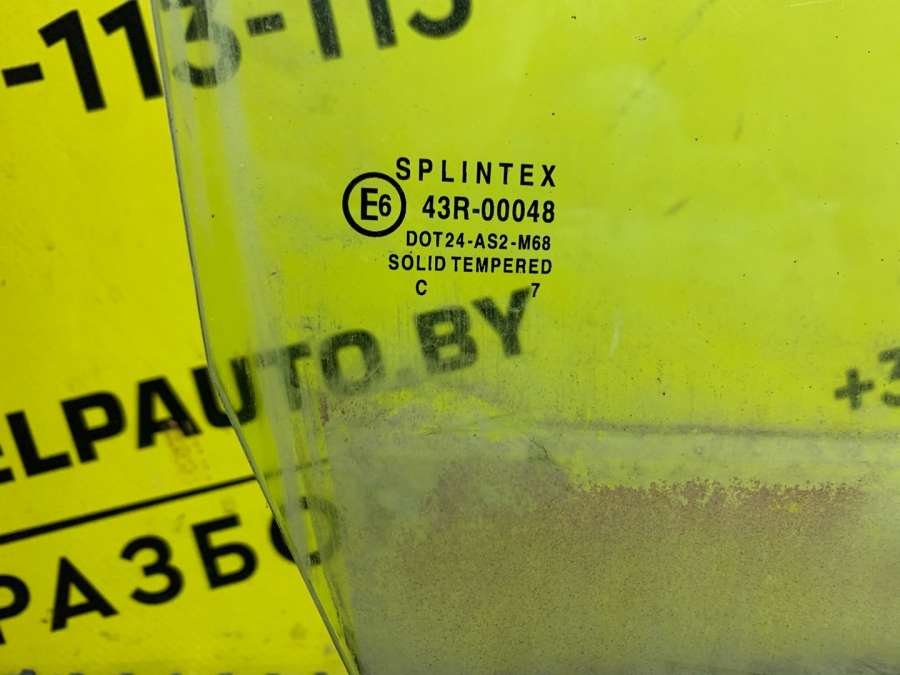 -113-113
SPLINTEX
E6 43R-00048
DOT24-AS2-M68
SOLID TEMPERED
C 7
ELPAUTO.BY
+3
РАЗБО